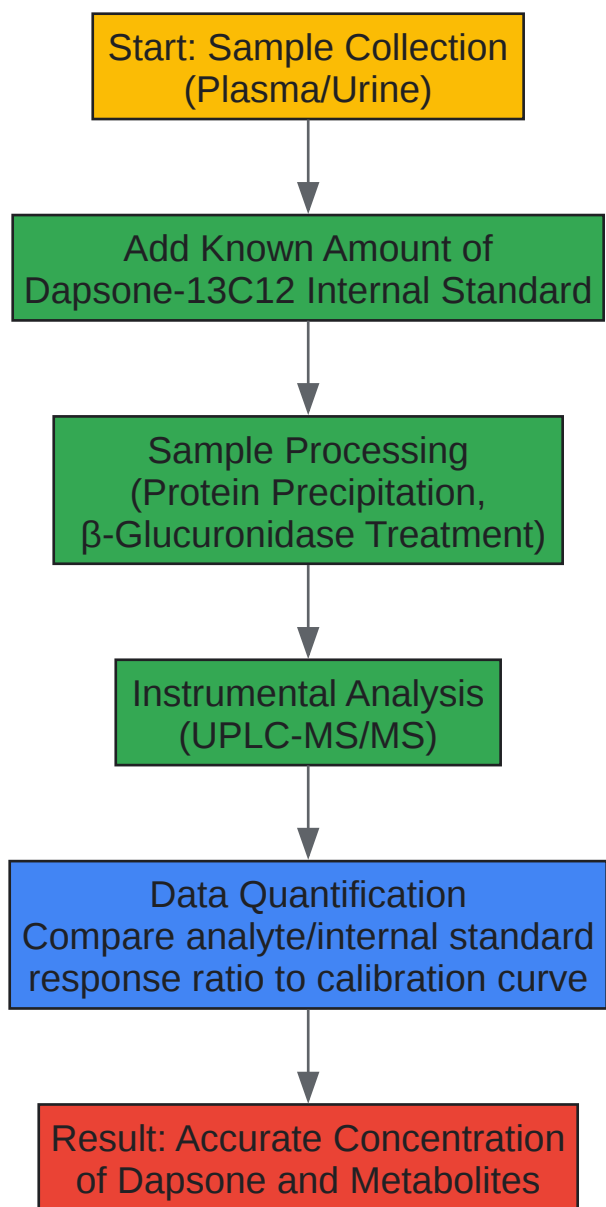 Start: Sample Collection
(Plasma/Urine)
Add Known Amount of
Dapsone-13C12 Internal Standard
Sample Processing
(Protein Precipitation,
β-Glucuronidase Treatment)
Instrumental Analysis
(UPLC-MS/MS)
Data Quantification
Compare analyte/internal standard
response ratio to calibration curve
Result: Accurate Concentration
of Dapsone and Metabolites